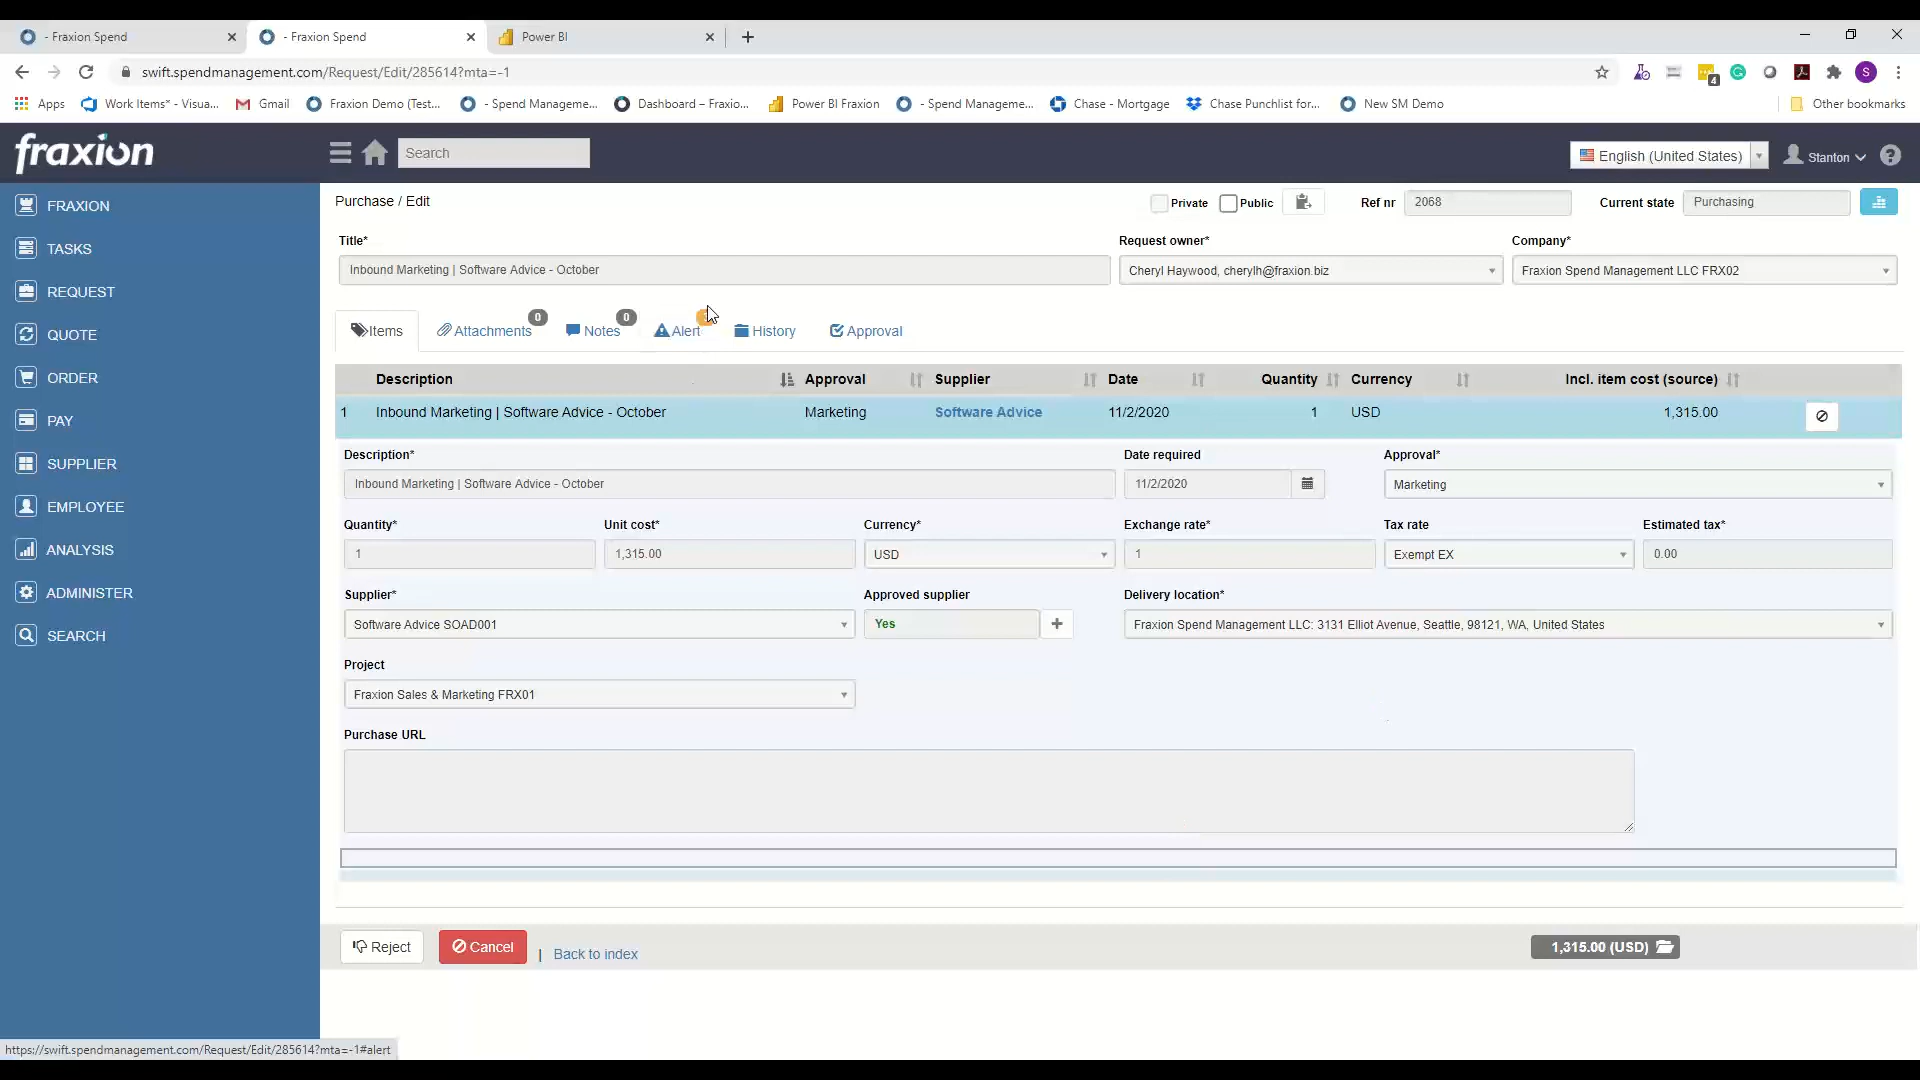 - Fraxion Spend
- Fraxion Spend
Power BI
swift.spendmanagement.com/Request/Edit/285614?mta=-1
4
S
Apps
Work Items* - Visua...
Gmail
Fraxion Demo (Test...
- Spend Manageme...
Dashboard – Fraxio...
Power BI Fraxion
- Spend Manageme...
Chase - Mortgage
Chase Punchlist for...
New SM Demo
Other bookmarks
fraxion
Search
English (United States)
Stanton
FRAXION
TASKS
REQUEST
QUOTE
ORDER
PAY
SUPPLIER
EMPLOYEE
ANALYSIS
ADMINISTER
SEARCH
Purchase / Edit
Private
Public
Ref nr
2068
Current state
Purchasing
Title*
Request owner*
Company*
Inbound Marketing | Software Advice - October
Cheryl Haywood, cherylh@fraxion.biz
Fraxion Spend Management LLC FRX02
Items
Attachments
0
Notes
0
Alert
History
Approval
Description
Approval
Supplier
Date
Quantity
Currency
Incl. item cost (source)
1
Inbound Marketing | Software Advice - October
Marketing
Software Advice
11/2/2020
1
USD
1,315.00
Description*
Date required
Approval*
Inbound Marketing | Software Advice - October
11/2/2020
Marketing
Quantity*
Unit cost*
Currency*
Exchange rate*
Tax rate
Estimated tax*
1
1,315.00
USD
1
Exempt EX
0.00
Supplier*
Approved supplier
Delivery location*
Software Advice SOAD001
Yes
Fraxion Spend Management LLC: 3131 Elliot Avenue, Seattle, 98121, WA, United States
Project
Fraxion Sales & Marketing FRX01
Purchase URL
Reject
Cancel
|
Back to index
1,315.00 (USD)
https://swift.spendmanagement.com/Request/Edit/285614?mta=-1#alert